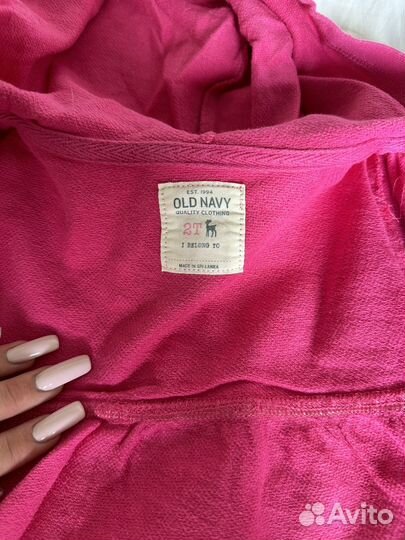 EST. 1994
OLD NAVY
QUALITY CLOTHING
2T
I BELONG TO
MADE IN SRI LANKA
Avito